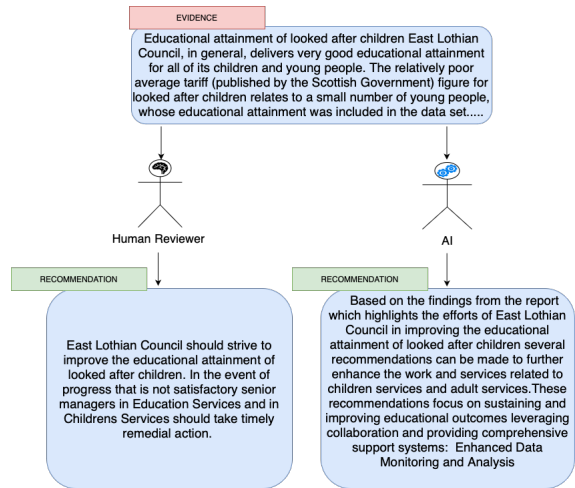 EVIDENCE
Educational attainment of looked after children East Lothian
Council, in general, delivers very good educational attainment
for all of its children and young people. The relatively poor
average tariff (published by the Scottish Government) figure for
looked after children relates to a small number of young people,
whose educational attainment was included in the data set.....
Human Reviewer
AI
RECOMMENDATION
East Lothian Council should strive to
improve the educational attainment of
looked after children. In the event of
progress that is not satisfactory senior
managers in Education Services and in
Childrens Services should take timely
remedial action.
RECOMMENDATION
Based on the findings from the report
which highlights the efforts of East Lothian
Council in improving the educational
attainment of looked after children several
recommendations can be made to further
enhance the work and services related to
children services and adult services.These
recommendations focus on sustaining and
improving educational outcomes leveraging
collaboration and providing comprehensive
support systems: Enhanced Data
Monitoring and Analysis